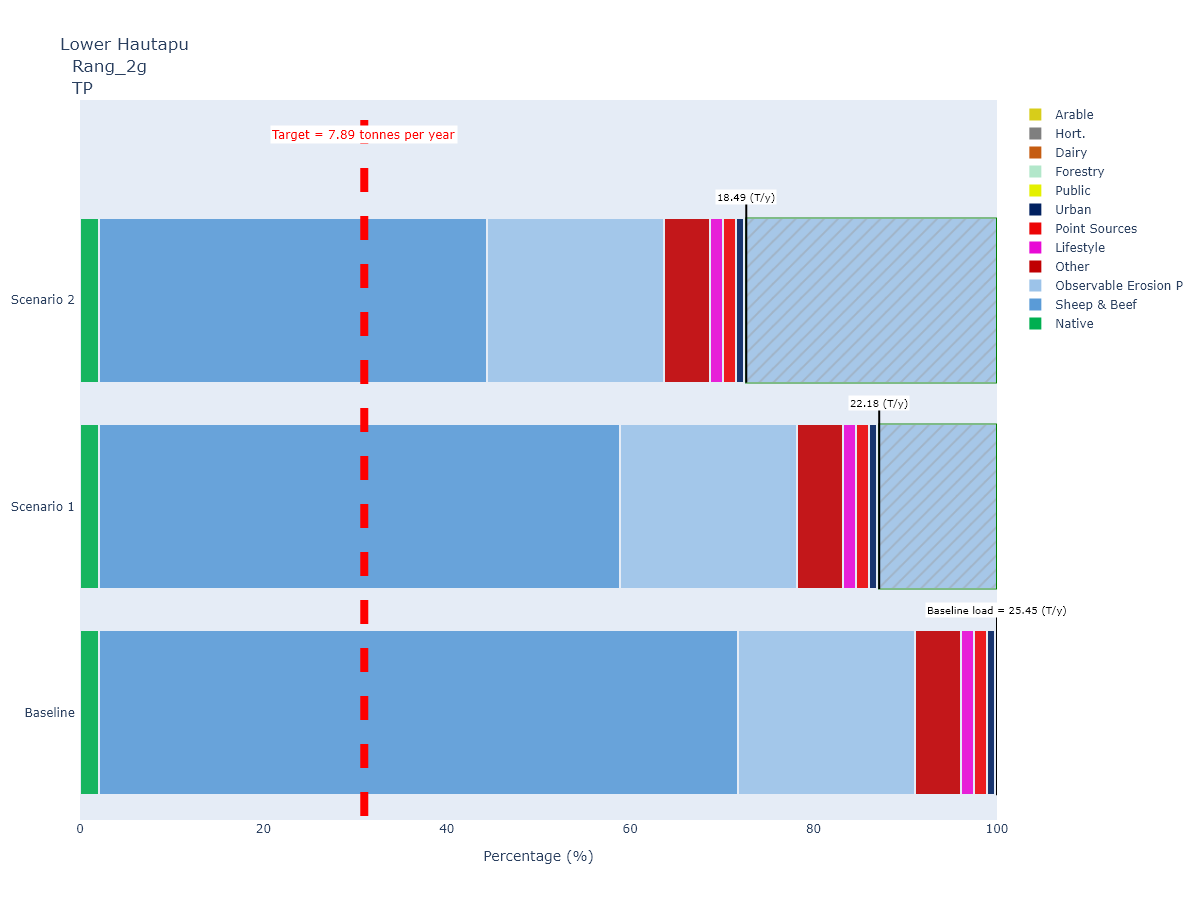 Lower Hautapu
Rang_2g
TP
Target = 7.89 tonnes per year
18.49 (T/y)
Scenario 2
22.18 (T/y)
Scenario 1
Baseline load = 25.45 (T/y)
Baseline
0 20 40 60 80 100
Percentage (%)
Arable
Hort.
Dairy
Forestry
Public
Urban
Point Sources
Lifestyle
Other
Observable Erosion P
Sheep & Beef
Native